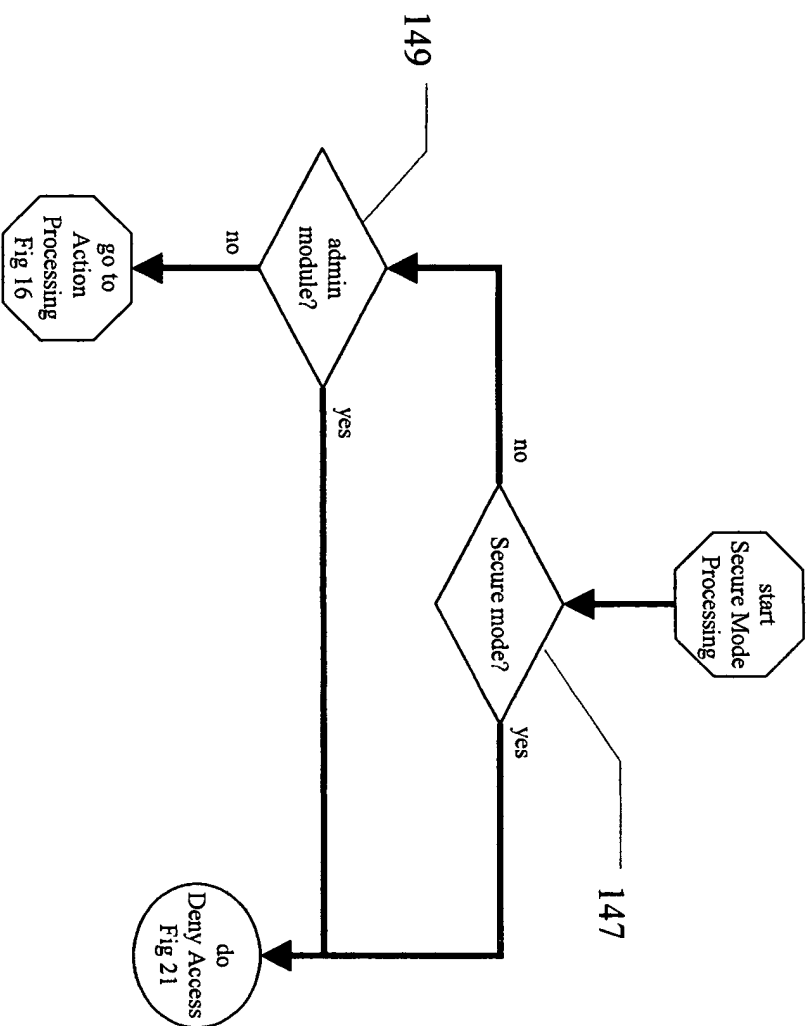 start
Secure Mode
Processing
147
Secure mode?
no
yes
149
admin
module?
yes
no
go to
Action
Processing
Fig 16
do
Deny Access
Fig 21